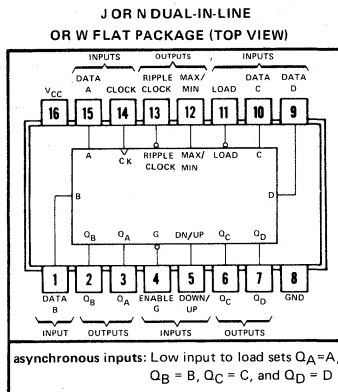 J OR N DUAL-IN-LINE
OR W FLAT PACKAGE (TOP VIEW)
INPUTS OUTPUTS INPUTS
DATA RIPPLE MAX/ DATA DATA
VCC A CLOCK CLOCK MIN LOAD C D
16 15 14 13 12 11 10 9
A CK RIPPLE MAX/ LOAD C
CLOCK MIN
B D
QB QA G DN/UP QC QD
1 2 3 4 5 6 7 8
DATA QB QA ENABLE DOWN/ QC QD GND
B G UP
INPUT OUTPUTS INPUTS OUTPUTS
asynchronous inputs: Low input to load sets QA=A,
QB = B, QC = C, and QD = D